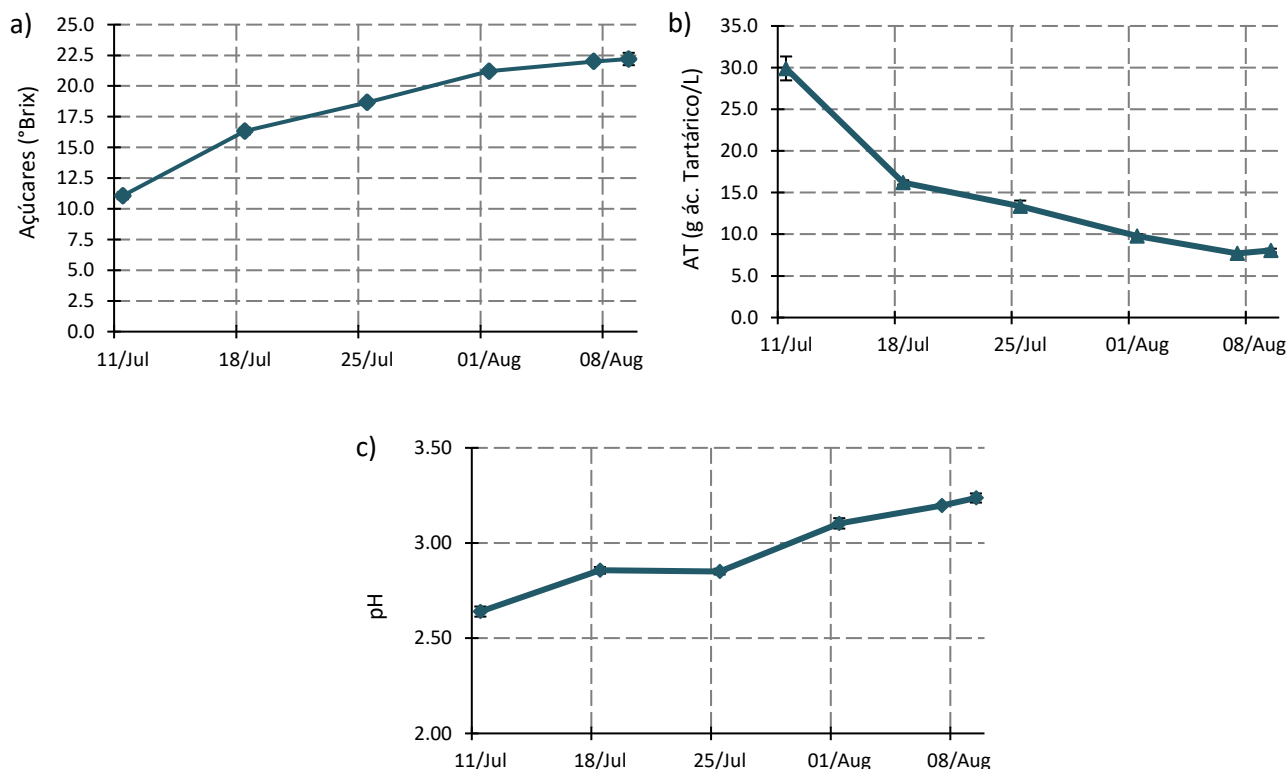 a)
Açúcares (°Brix)
25.0
22.5
20.0
17.5
15.0
12.5
10.0
7.5
5.0
2.5
0.0
11/Jul 18/Jul 25/Jul 01/Aug 08/Aug
b)
AT (g ác. Tartárico/L)
35.0
30.0
25.0
20.0
15.0
10.0
5.0
0.0
11/Jul 18/Jul 25/Jul 01/Aug 08/Aug
c)
pH
3.50
3.00
2.50
2.00
11/Jul 18/Jul 25/Jul 01/Aug 08/Aug